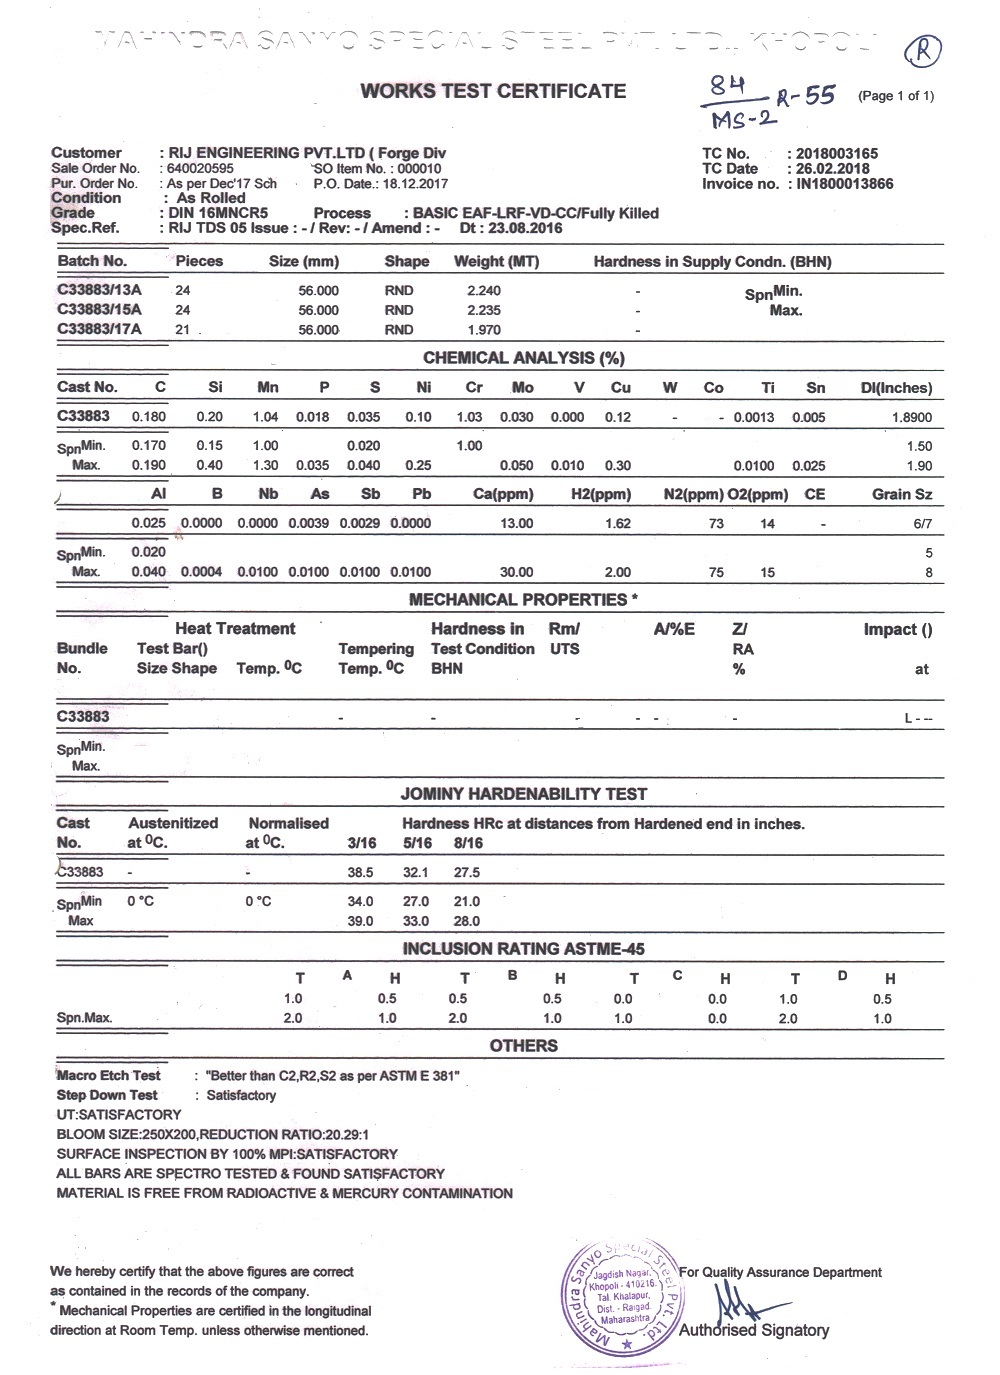 MAHINDRA SANYO SPECIAL STEEL PVT. LTD., KHOPOLI
R
WORKS TEST CERTIFICATE
84
MS-2 R-55
(Page 1 of 1)
Customer : RIJ ENGINEERING PVT.LTD ( Forge Div TC No. : 2018003165
Sale Order No. : 640020595 SO Item No. : 000010 TC Date : 26.02.2018
Pur. Order No. : As per Dec'17 Sch P.O. Date.: 18.12.2017 Invoice no. : IN1800013866
Condition : As Rolled
Grade : DIN 16MNCR5 Process : BASIC EAF-LRF-VD-CC/Fully Killed
Spec.Ref. : RIJ TDS 05 Issue : - / Rev: - / Amend : - Dt : 23.08.2016
Batch No. Pieces Size (mm) Shape Weight (MT) Hardness in Supply Condn. (BHN)
C33883/13A 24 56.000 RND 2.240 - SpnMin.
C33883/15A 24 56.000 RND 2.235 - Max.
C33883/17A 21 56.000 RND 1.970 -
CHEMICAL ANALYSIS (%)
Cast No. C Si Mn P S Ni Cr Mo V Cu W Co Ti Sn DI(Inches)
C33883 0.180 0.20 1.04 0.018 0.035 0.10 1.03 0.030 0.000 0.12 - - 0.0013 0.005 1.8900
SpnMin. 0.170 0.15 1.00 0.020 1.00 1.50
Max. 0.190 0.40 1.30 0.035 0.040 0.25 0.050 0.010 0.30 0.0100 0.025 1.90
Al B Nb As Sb Pb Ca(ppm) H2(ppm) N2(ppm) O2(ppm) CE Grain Sz
0.025 0.0000 0.0000 0.0039 0.0029 0.0000 13.00 1.62 73 14 - 6/7
SpnMin. 0.020 5
Max. 0.040 0.0004 0.0100 0.0100 0.0100 0.0100 30.00 2.00 75 15 8
MECHANICAL PROPERTIES *
Heat Treatment Hardness in Rm/ A/%E Z/ Impact ()
Bundle Test Bar() Tempering Test Condition UTS RA
No. Size Shape Temp. ⁰C Temp. ⁰C BHN % at
C33883 - - - - - - L - --
SpnMin.
Max.
JOMINY HARDENABILITY TEST
Cast Austenitized Normalised Hardness HRc at distances from Hardened end in inches.
No. at ⁰C. at ⁰C. 3/16 5/16 8/16
C33883 - - 38.5 32.1 27.5
SpnMin 0 °C 0 °C 34.0 27.0 21.0
Max 39.0 33.0 28.0
INCLUSION RATING ASTME-45
T A H T B H T C H T D H
1.0 0.5 0.5 0.5 0.0 0.0 1.0 0.5
Spn.Max. 2.0 1.0 2.0 1.0 1.0 0.0 2.0 1.0
OTHERS
Macro Etch Test : "Better than C2,R2,S2 as per ASTM E 381"
Step Down Test : Satisfactory
UT:SATISFACTORY
BLOOM SIZE:250X200,REDUCTION RATIO:20.29:1
SURFACE INSPECTION BY 100% MPI:SATISFACTORY
ALL BARS ARE SPECTRO TESTED & FOUND SATISFACTORY
MATERIAL IS FREE FROM RADIOACTIVE & MERCURY CONTAMINATION
We hereby certify that the above figures are correct
as contained in the records of the company.
* Mechanical Properties are certified in the longitudinal
direction at Room Temp. unless otherwise mentioned.
Mahindra Sanyo Special Steel Pvt. Ltd.
Jagdish Nagar,
Khopoli - 410216.
Tal. Khalapur,
Dist. - Raigad.
Maharashtra
For Quality Assurance Department
Authorised Signatory